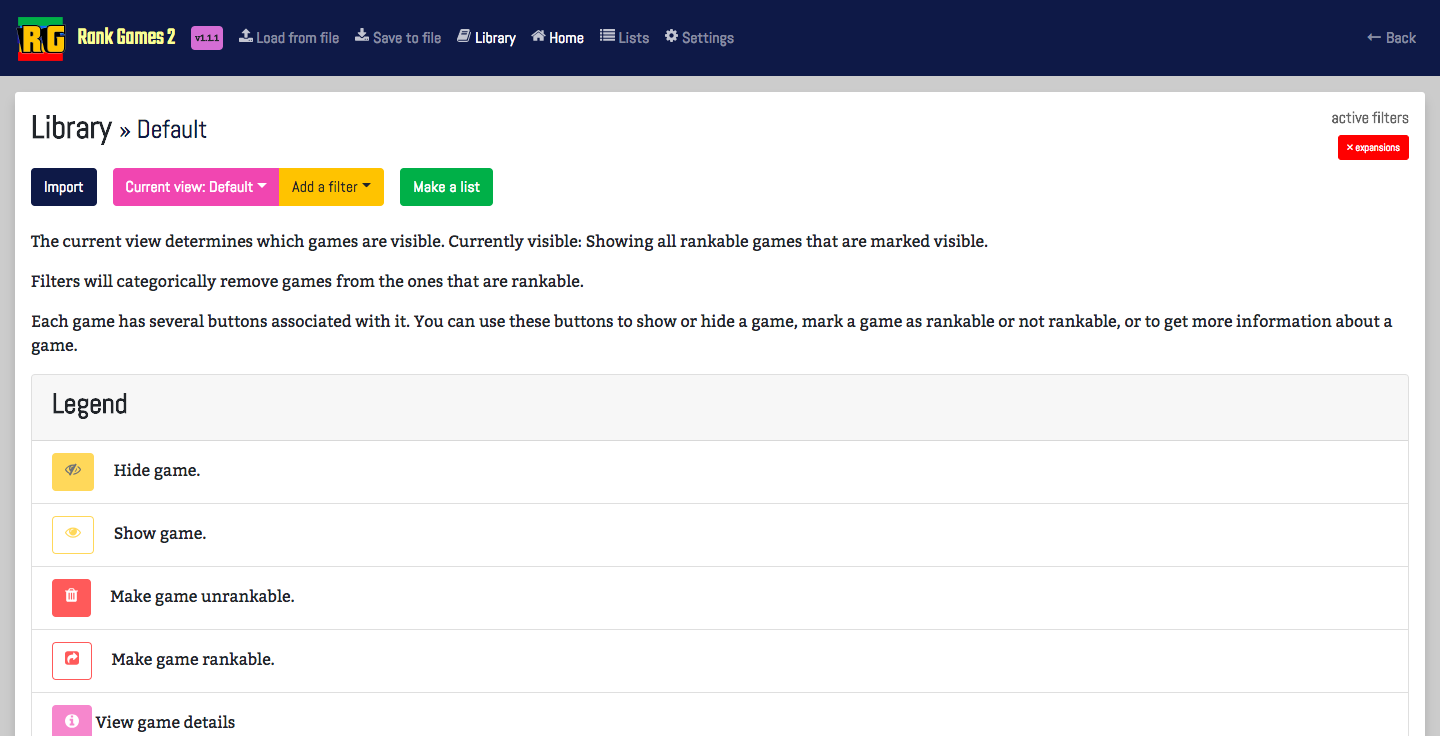 RG Rank Games 2 v1.1.1 Load from file Save to file Library Home Lists Settings ← Back
Library » Default
active filters
× expansions
Import Current view: Default Add a filter Make a list
The current view determines which games are visible. Currently visible: Showing all rankable games that are marked visible.
Filters will categorically remove games from the ones that are rankable.
Each game has several buttons associated with it. You can use these buttons to show or hide a game, mark a game as rankable or not rankable, or to get more information about a
game.
Legend
Hide game.
Show game.
Make game unrankable.
Make game rankable.
View game details